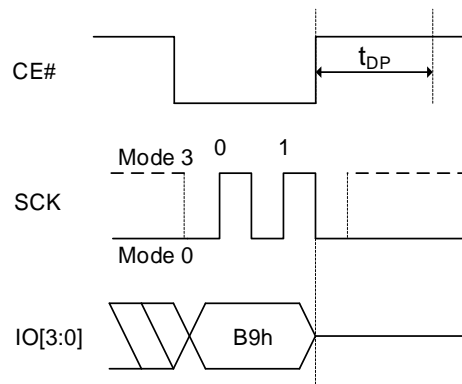 CE#
tDP
Mode 3 0 1
SCK
Mode 0
IO[3:0] B9h